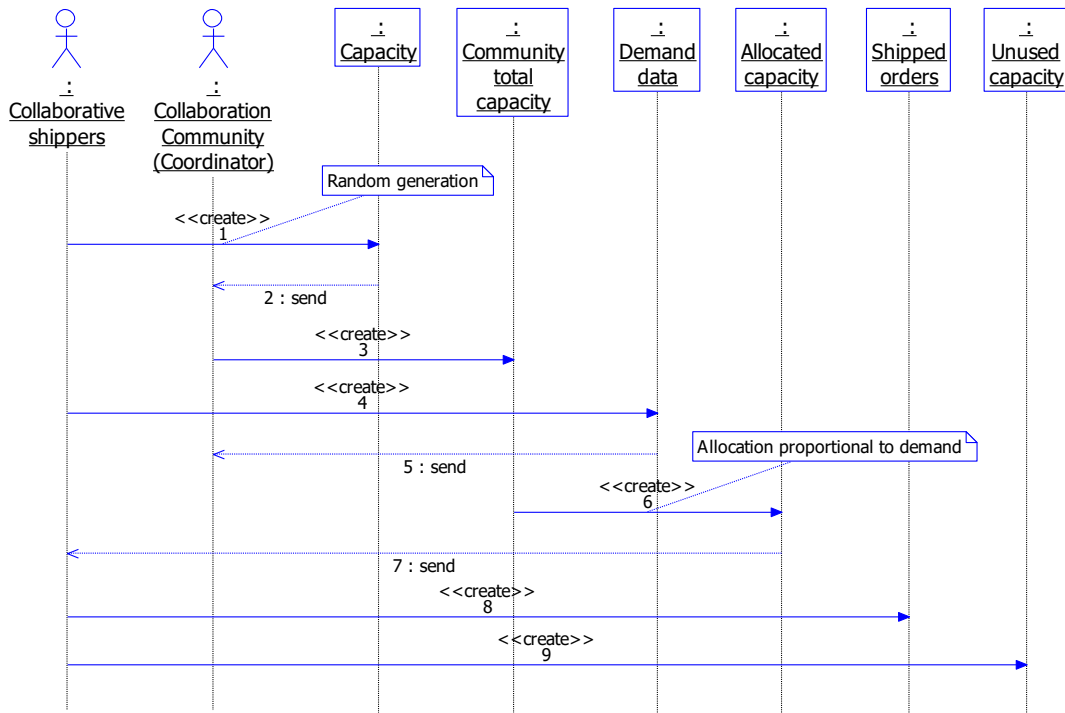 :
Collaborative
shippers
:
Collaboration
Community
(Coordinator)
:
Capacity
:
Community
total
capacity
:
Demand
data
:
Allocated
capacity
:
Shipped
orders
:
Unused
capacity
Random generation
<<create>>
1
2 : send
<<create>>
3
<<create>>
4
Allocation proportional to demand
5 : send
<<create>>
6
7 : send
<<create>>
8
<<create>>
9